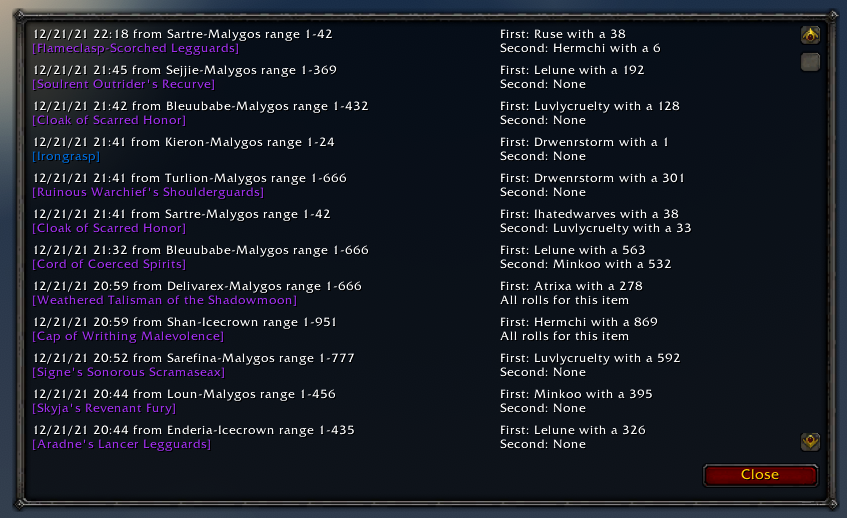 12/21/21 22:18 from Sartre-Malygos range 1-42 First: Ruse with a 38
[Flameclasp-Scorched Legguards] Second: Hermchi with a 6
12/21/21 21:45 from Sejjie-Malygos range 1-369 First: Lelune with a 192
[Soulrent Outrider's Recurve] Second: None
12/21/21 21:42 from Bleuubabe-Malygos range 1-432 First: Luvlycruelty with a 128
[Cloak of Scarred Honor] Second: None
12/21/21 21:41 from Kieron-Malygos range 1-24 First: Drwenrstorm with a 1
[Irongrasp] Second: None
12/21/21 21:41 from Turlion-Malygos range 1-666 First: Drwenrstorm with a 301
[Ruinous Warchief's Shoulderguards] Second: None
12/21/21 21:41 from Sartre-Malygos range 1-42 First: Ihatedwarves with a 38
[Cloak of Scarred Honor] Second: Luvlycruelty with a 33
12/21/21 21:32 from Bleuubabe-Malygos range 1-666 First: Lelune with a 563
[Cord of Coerced Spirits] Second: Minkoo with a 532
12/21/21 20:59 from Delivarex-Malygos range 1-666 First: Atrixa with a 278
[Weathered Talisman of the Shadowmoon] All rolls for this item
12/21/21 20:59 from Shan-Icecrown range 1-951 First: Hermchi with a 869
[Cap of Writhing Malevolence] All rolls for this item
12/21/21 20:52 from Sarefina-Malygos range 1-777 First: Luvlycruelty with a 592
[Signe's Sonorous Scramaseax] Second: None
12/21/21 20:44 from Loun-Malygos range 1-456 First: Minkoo with a 395
[Skyja's Revenant Fury] Second: None
12/21/21 20:44 from Enderia-Icecrown range 1-435 First: Lelune with a 326
[Aradne's Lancer Legguards] Second: None
Close